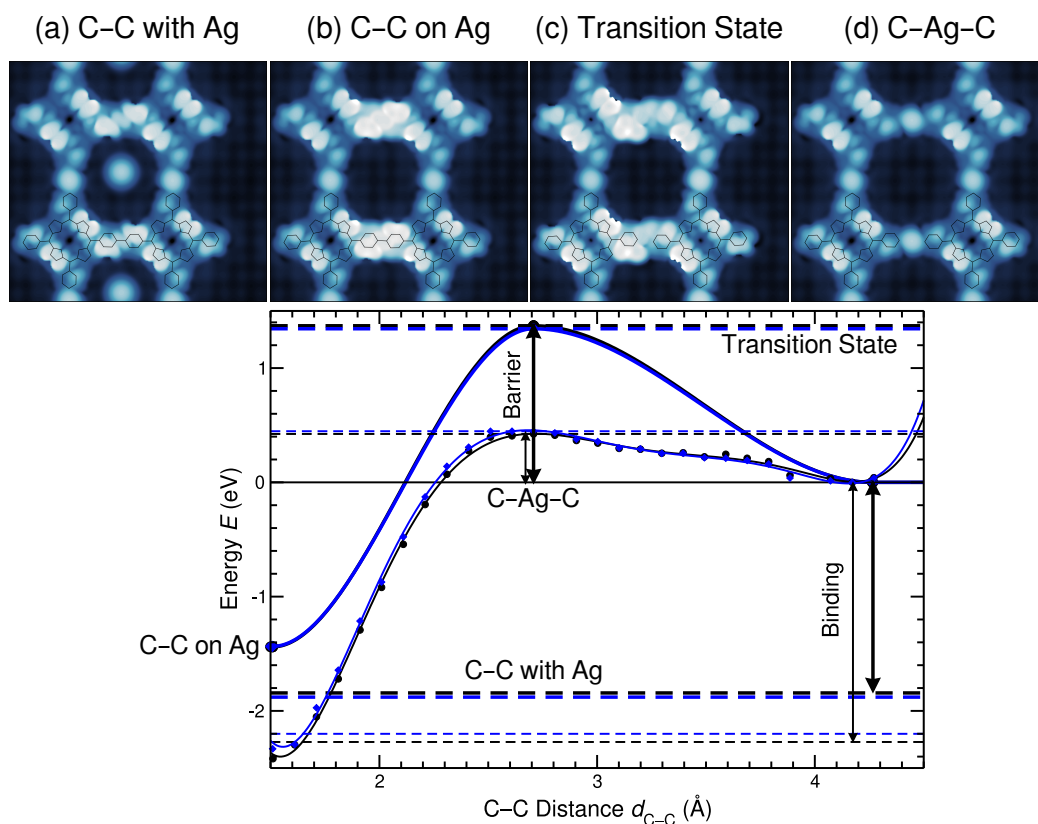 (a) C–C with Ag
(b) C–C on Ag
(c) Transition State
(d) C–Ag–C
Transition State
Barrier
C–Ag–C
Binding
C–C on Ag
C–C with Ag
Energy E (eV)
1
0
-1
-2
2
3
4
C–C Distance d_C–C (Å)